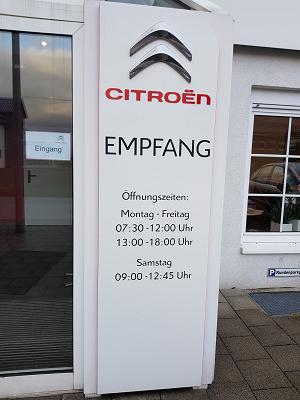 CITROËN
EMPFANG
Öffnungszeiten:
Montag - Freitag
07:30 -12:00 Uhr
13:00 -18:00 Uhr
Samstag
09:00 -12:45 Uhr
Eingang
P Kundenpark